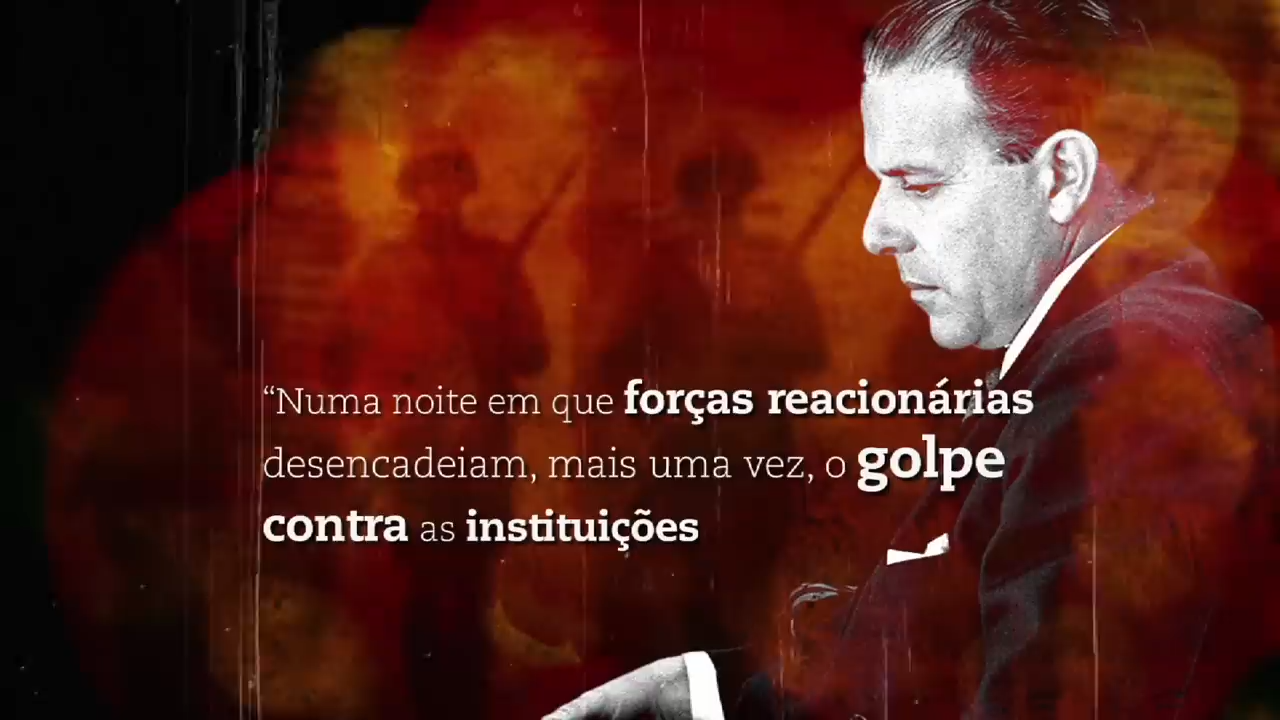 “Numa noite em que forças reacionárias
desencadeiam, mais uma vez, o golpe
contra as instituições